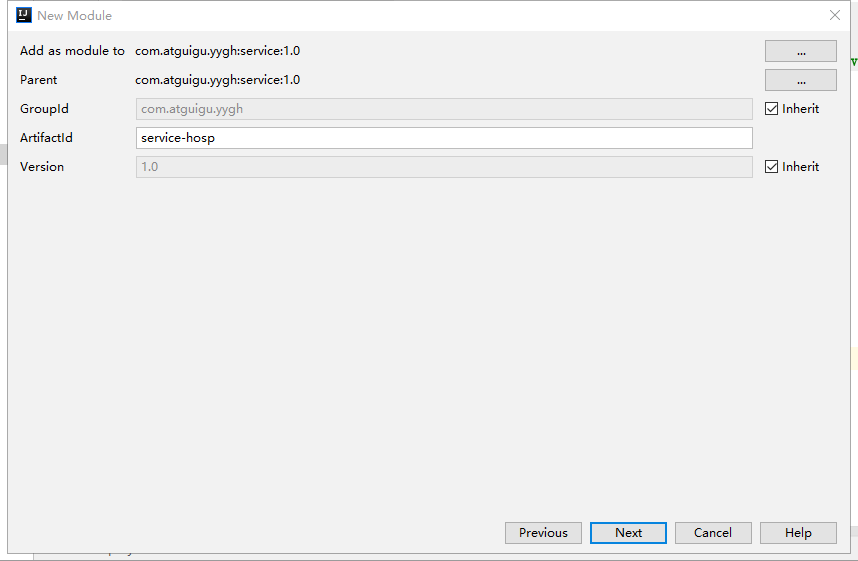 IJ New Module
Add as module to com.atguigu.yygh:service:1.0 ...
Parent com.atguigu.yygh:service:1.0 ...
GroupId com.atguigu.yygh Inherit
ArtifactId service-hosp
Version 1.0 Inherit
Previous Next Cancel Help